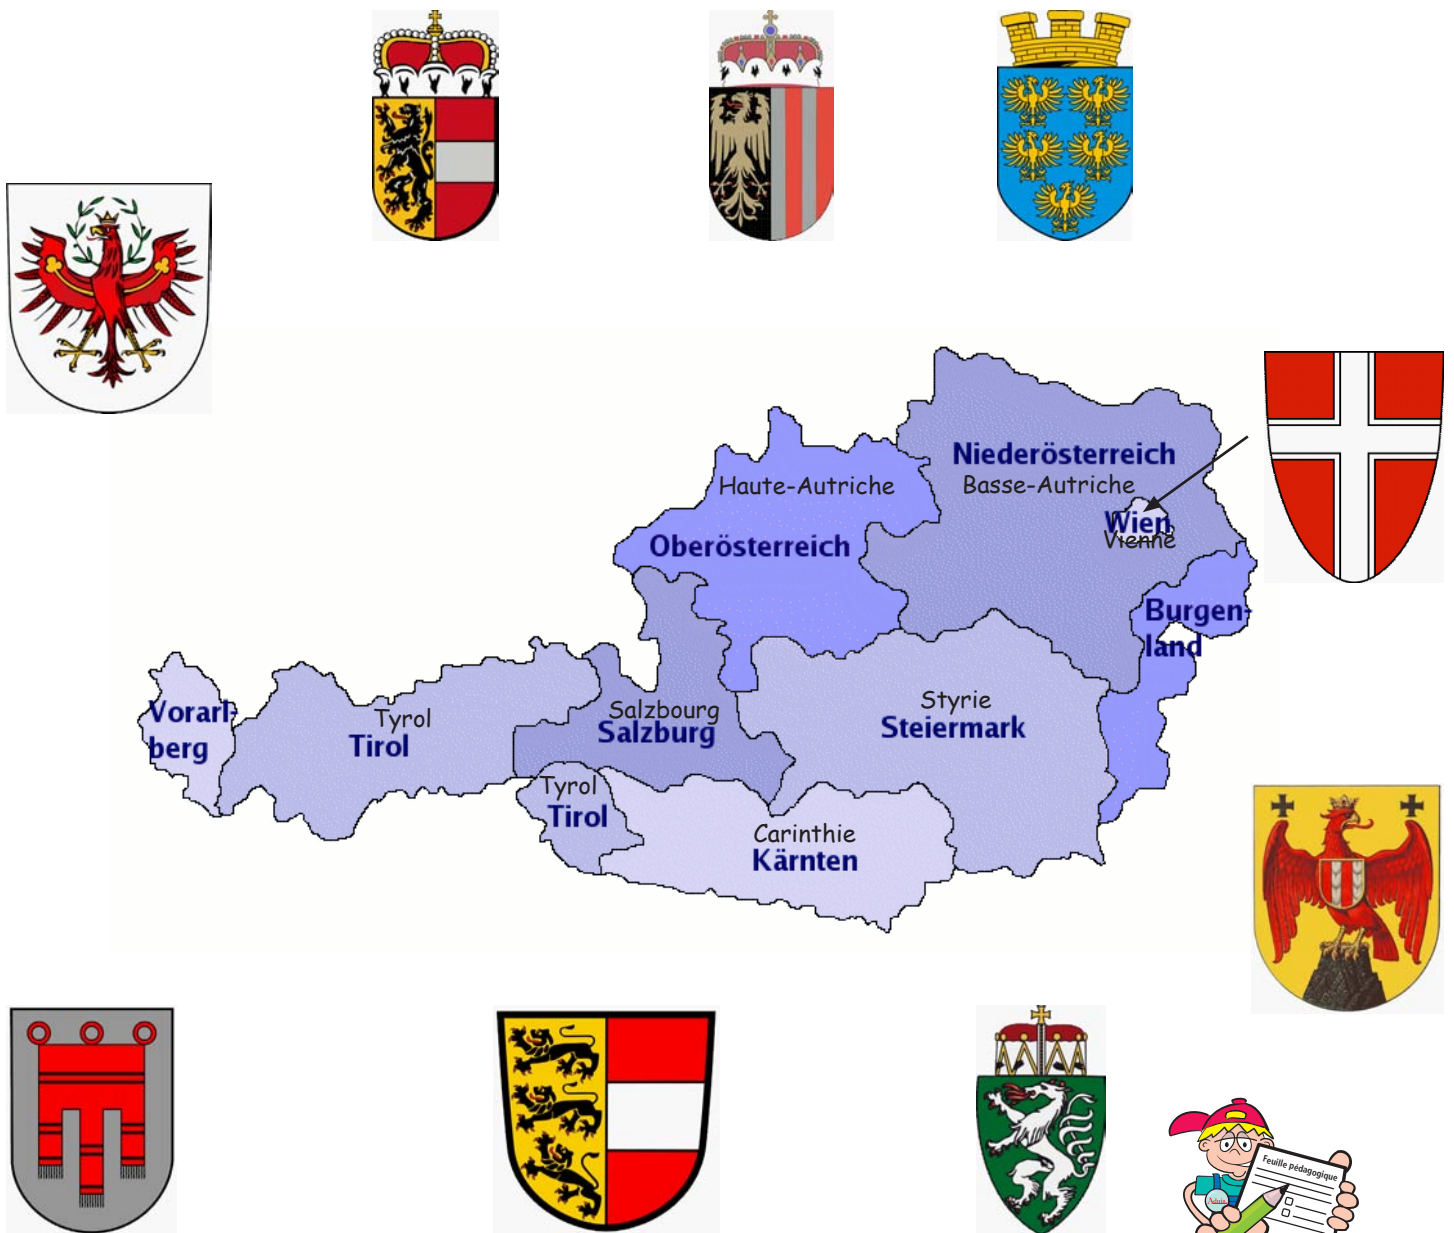 Niederösterreich
Basse-Autriche
Haute-Autriche
Wien
Vienne
Oberösterreich
Burgen-
land
Vorarl-
berg
Tyrol
Tirol
Salzbourg
Salzburg
Styrie
Steiermark
Tyrol
Tirol
Carinthie
Kärnten
Feuille pédagogique